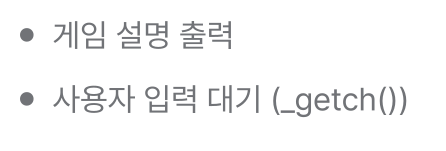 • 게임 설명 출력
• 사용자 입력 대기 (_getch())